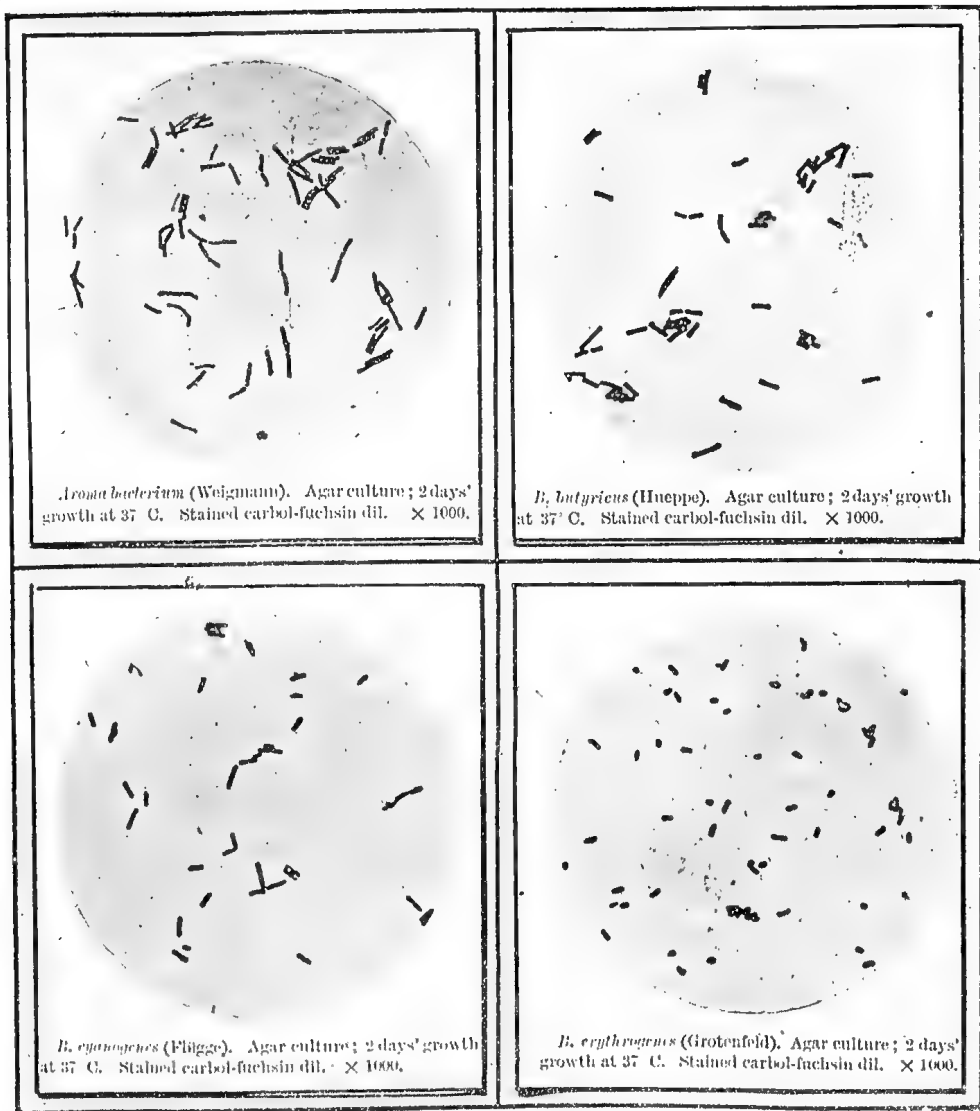 Aroma bacterium (Weigmann). Agar culture; 2 days'
growth at 37 C. Stained carbol-fuchsin dil. × 1000.
B. butyricus (Hueppe). Agar culture; 2 days' growth
at 37° C. Stained carbol-fuchsin dil. × 1000.
B. cyanogenes (Flügge). Agar culture; 2 days' growth
at 37 C. Stained carbol-fuchsin dil. × 1000.
B. erythrogenis (Grotenfeld). Agar culture; 2 days'
growth at 37 C. Stained carbol-fuchsin dil. × 1000.